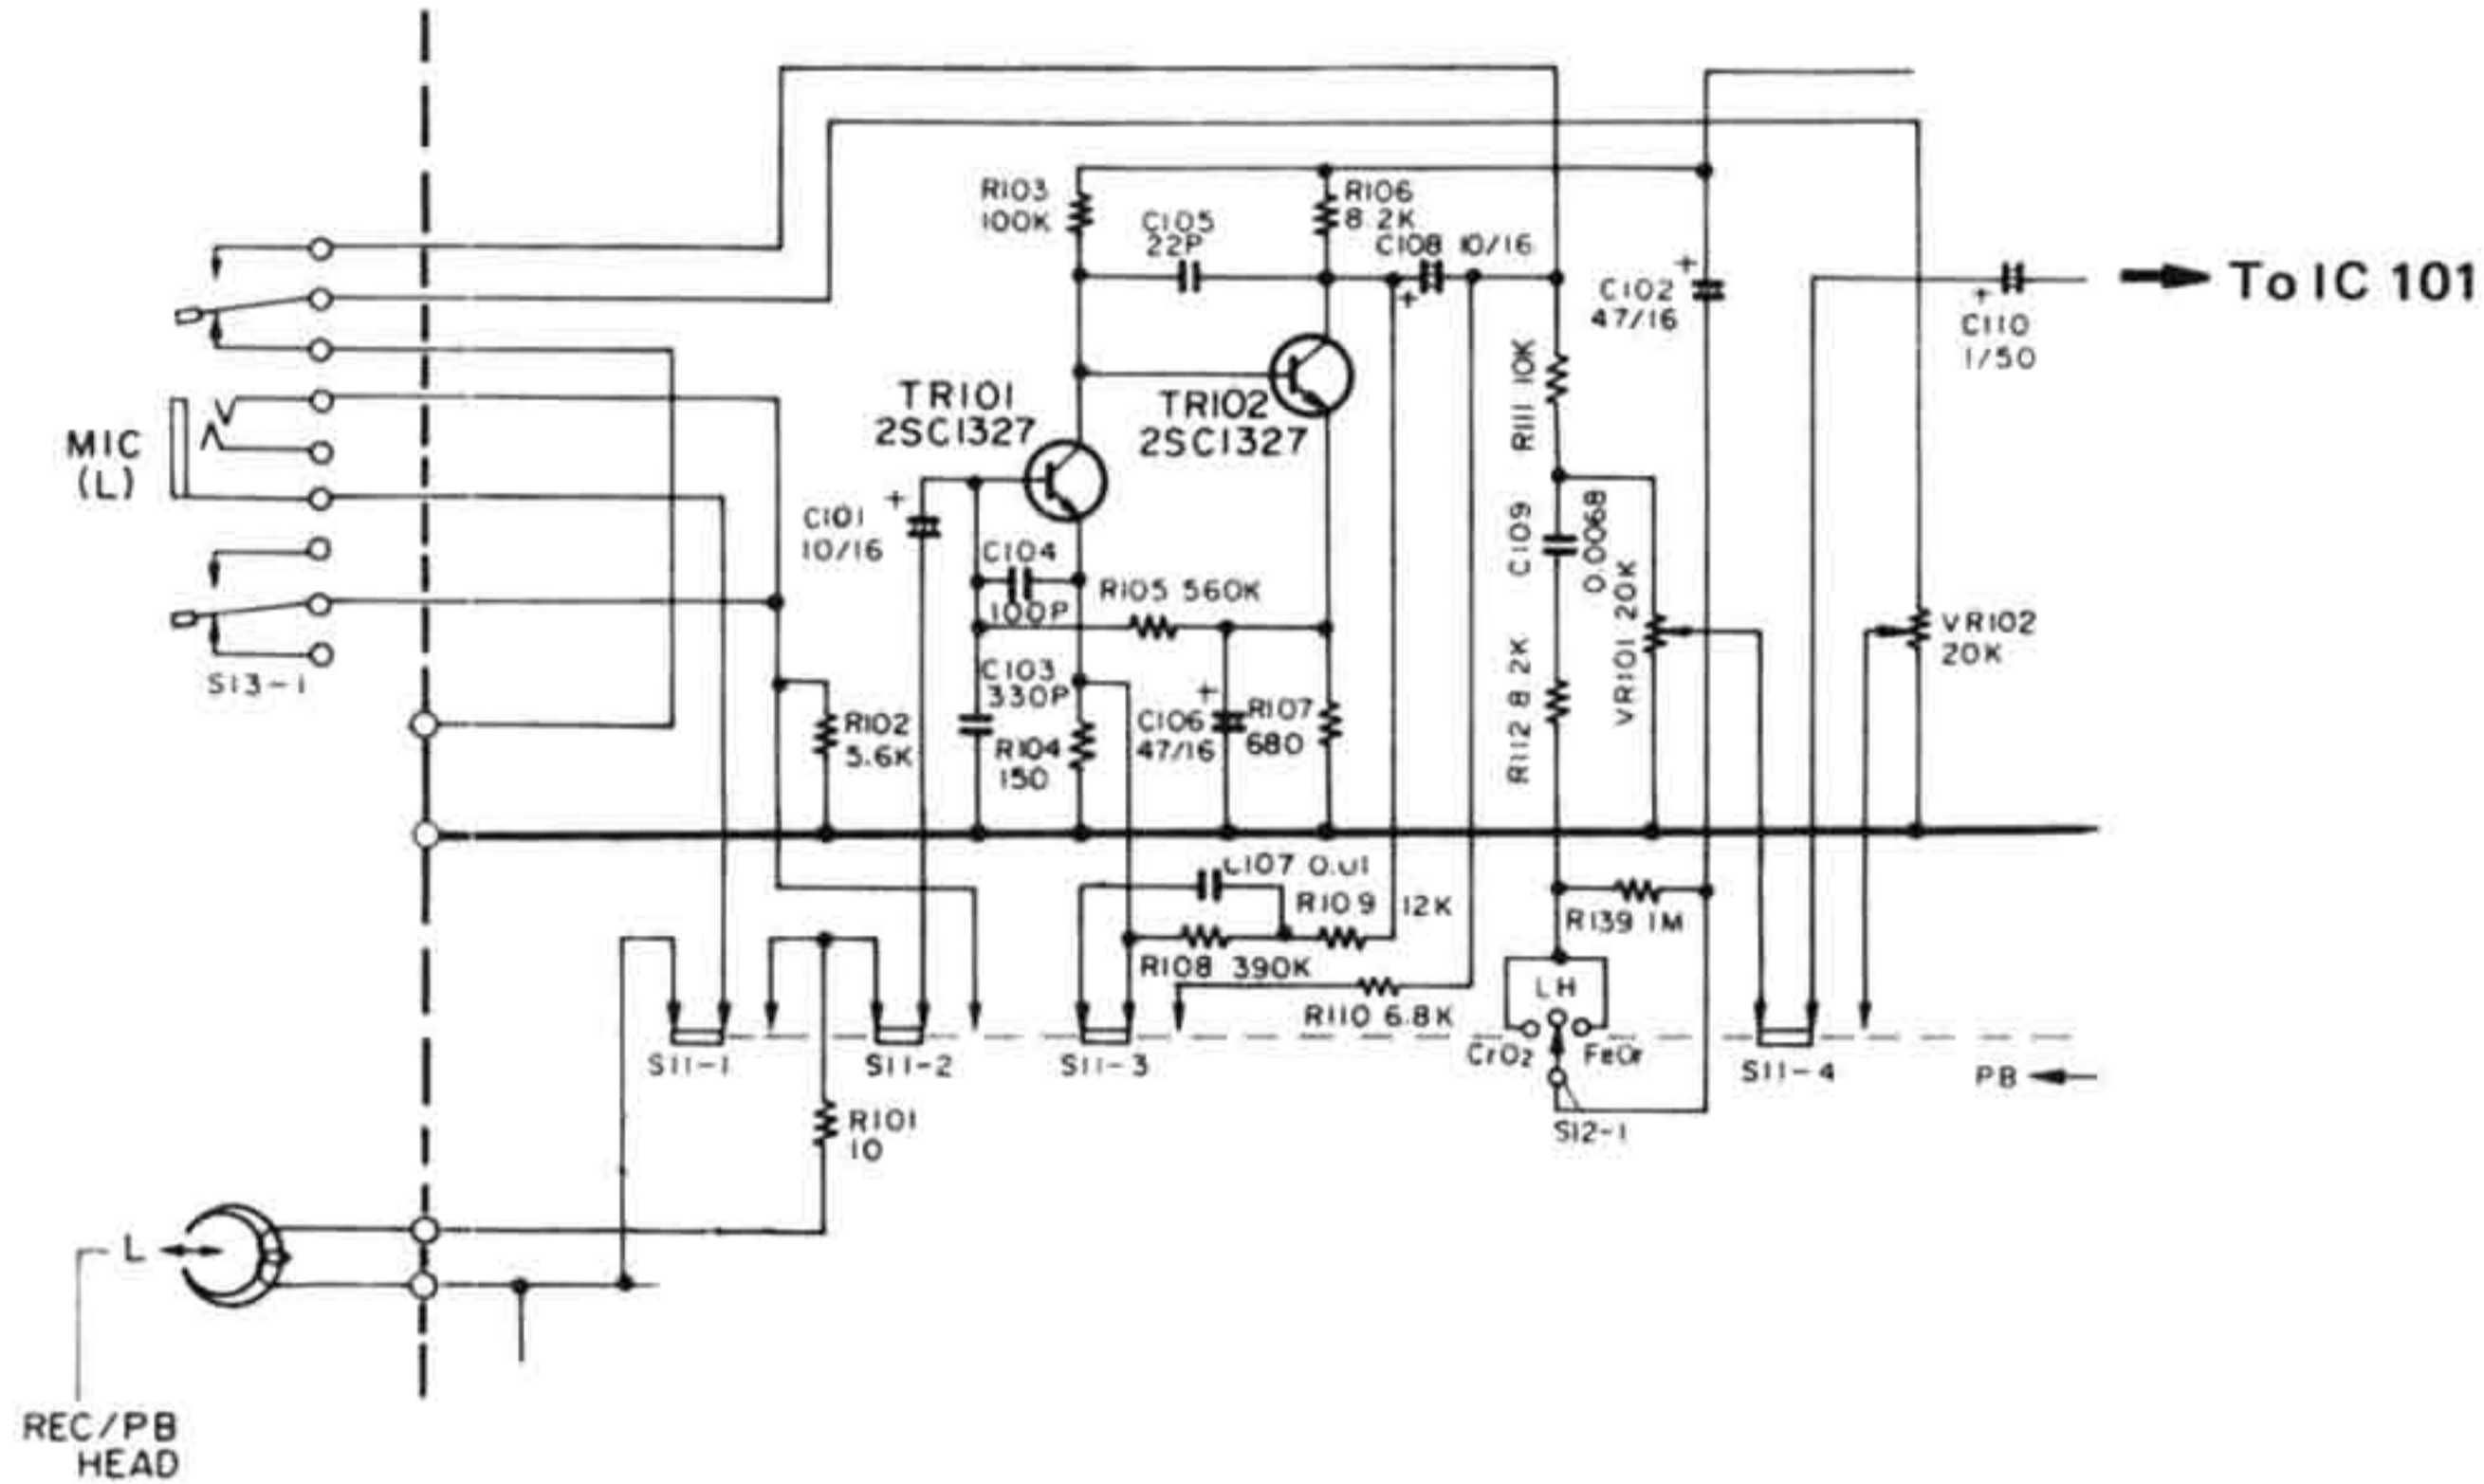 R103
100K
C105
22P
R106
8.2K
C108 10/16
C102
47/16
To IC 101
C110
1/50
R111 10K
TR101
2SC1327
TR102
2SC1327
MIC
(L)
C101
10/16
C104
100P
R105 560K
C109
0.0068
VR101 20K
VR102
20K
S13-1
C103
330P
R102
5.6K
R104
150
C106
47/16
R107
680
R112 8.2K
C107 0.01
R109 12K
R108 390K
R110 6.8K
R139 1M
LH
CrO2
FeCr
S12-1
S11-1
S11-2
S11-3
S11-4
PB
R101
10
L
REC/PB
HEAD